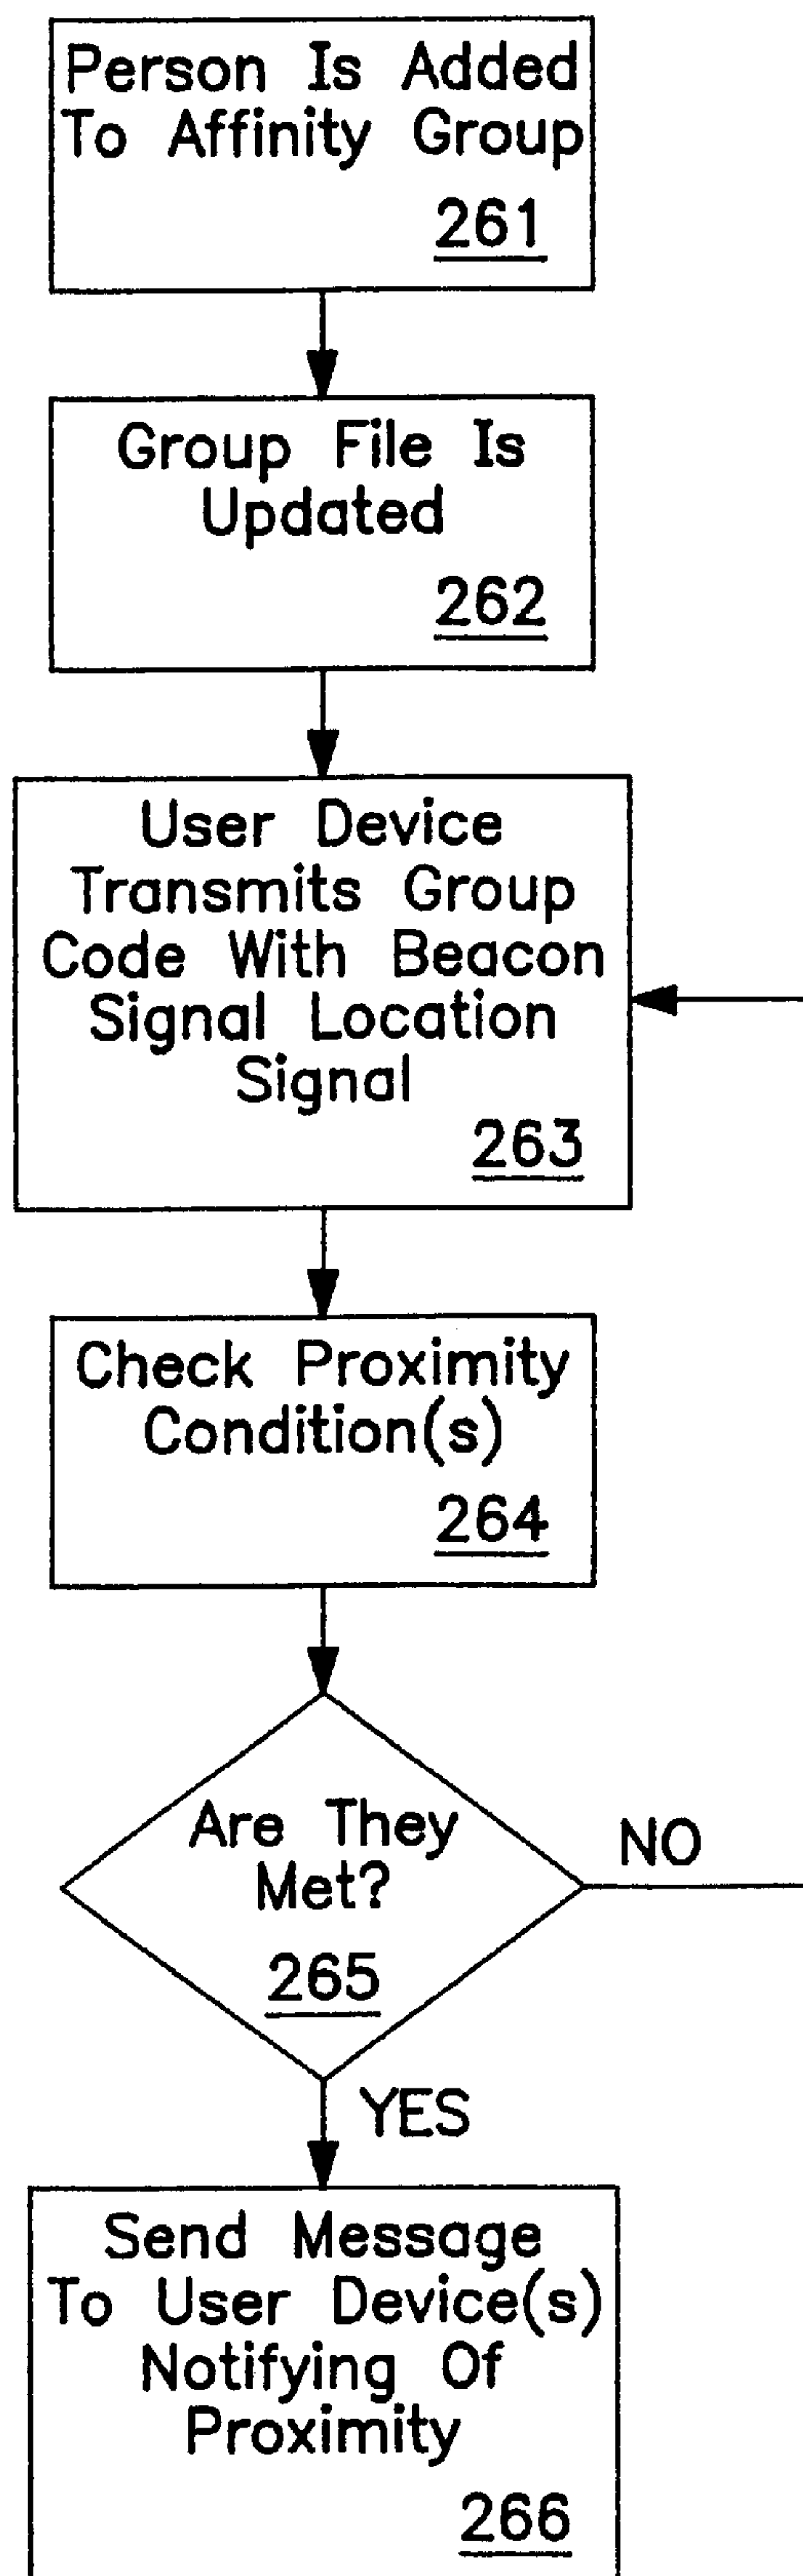 Person Is Added
To Affinity Group
261
Group File Is
Updated
262
User Device
Transmits Group
Code With Beacon
Signal Location
Signal
263
Check Proximity
Condition(s)
264
Are They
Met?
265
NO
YES
Send Message
To User Device(s)
Notifying Of
Proximity
266